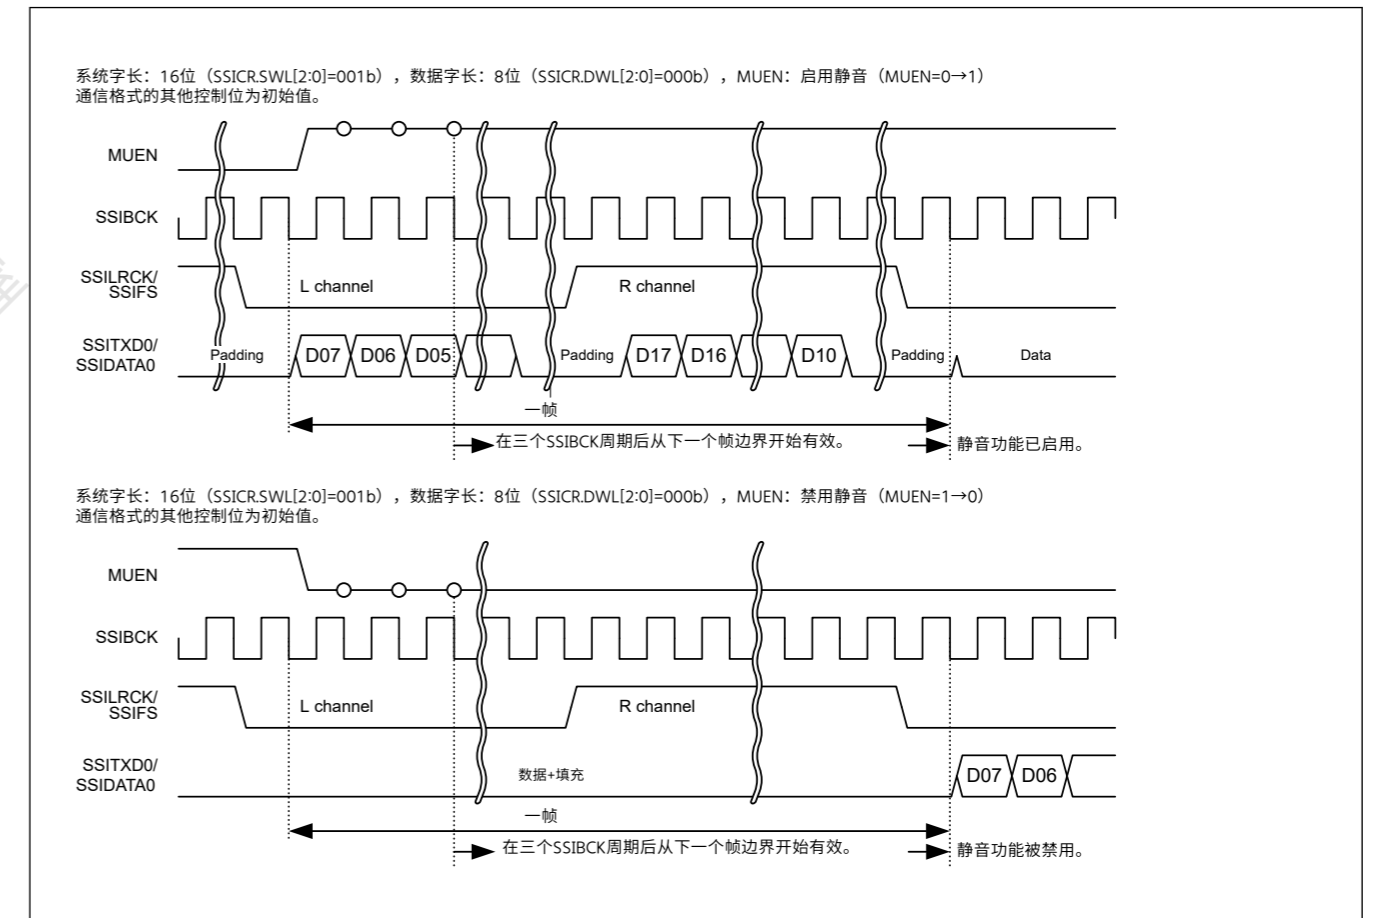 系统字长：16位（SSICR.SWL[2:0]=001b），数据字长：8位（SSICR.DWL[2:0]=000b），MUEN：启用静音（MUEN=0→1）
通信格式的其他控制位为初始值。
MUEN
SSIBCK
SSILRCK/
SSIFS
L channel
R channel
SSITXD0/
SSIDATA0
Padding
D07
D06
D05
Padding
D17
D16
D10
Padding
Data
一帧
在三个SSIBCK周期后从下一个帧边界开始有效。
静音功能已启用。
系统字长：16位（SSICR.SWL[2:0]=001b），数据字长：8位（SSICR.DWL[2:0]=000b），MUEN：禁用静音（MUEN=1→0）
通信格式的其他控制位为初始值。
MUEN
SSIBCK
SSILRCK/
SSIFS
L channel
R channel
SSITXD0/
SSIDATA0
数据+填充
D07
D06
一帧
在三个SSIBCK周期后从下一个帧边界开始有效。
静音功能被禁用。